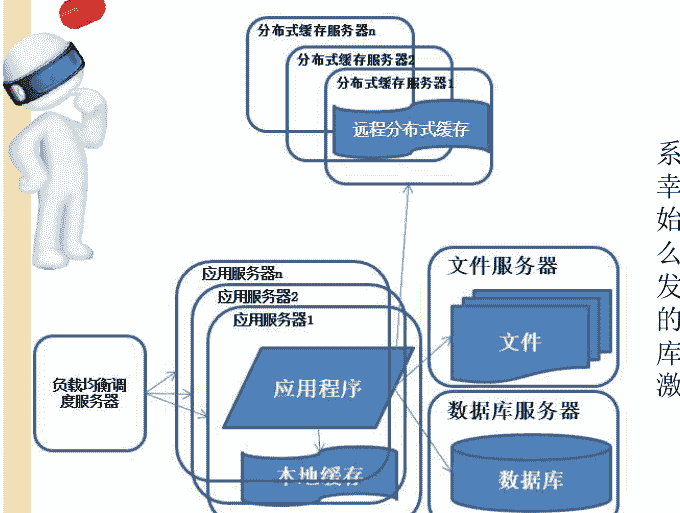 分布式缓存服务器n
分布式缓存服务器2
分布式缓存服务器1
远程分布式缓存
应用服务器n
应用服务器2
应用服务器1
应用程序
本地缓存
负载均衡调
度服务器
文件服务器
文件
数据库服务器
数据库
系
幸
始
么
发
的
库
激